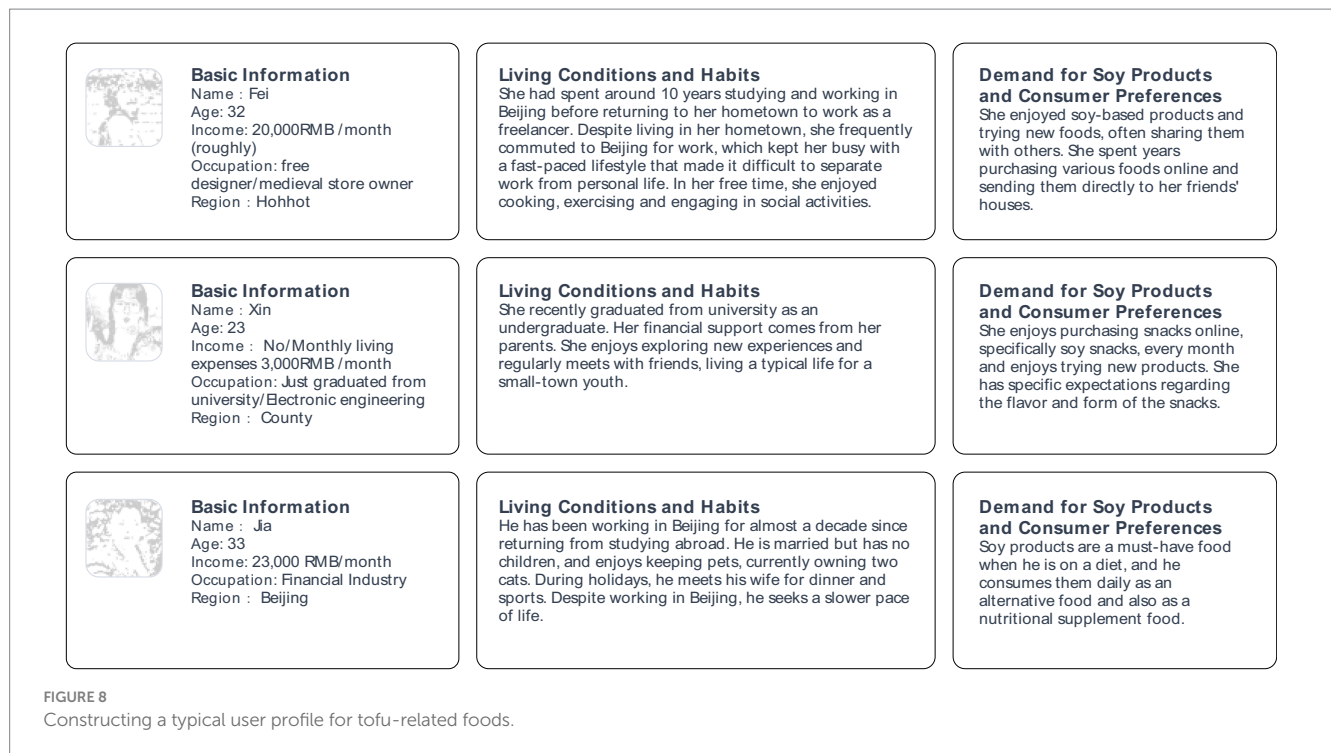 Basic Information
Name : Fei
Age: 32
Income: 20,000RMB/month
(roughly)
Occupation: free
designer/medieval store owner
Region : Hohhot
Living Conditions and Habits
She had spent around 10 years studying and working in
Beijing before returning to her hometown to work as a
freelancer. Despite living in her hometown, she frequently
commuted to Beijing for work, which kept her busy with
a fast-paced lifestyle that made it difficult to separate
work from personal life. In her free time, she enjoyed
cooking, exercising and engaging in social activities.
Demand for Soy Products
and Consumer Preferences
She enjoyed soy-based products and
trying new foods, often sharing them
with others. She spent years
purchasing various foods online and
sending them directly to her friends'
houses.
Basic Information
Name : Xin
Age: 23
Income : No/Monthly living
expenses 3,000RMB/month
Occupation: Just graduated from
university/Electronic engineering
Region : County
Living Conditions and Habits
She recently graduated from university as an
undergraduate. Her financial support comes from her
parents. She enjoys exploring new experiences and
regularly meets with friends, living a typical life for a
small-town youth.
Demand for Soy Products
and Consumer Preferences
She enjoys purchasing snacks online,
specifically soy snacks, every month
and enjoys trying new products. She
has specific expectations regarding
the flavor and form of the snacks.
Basic Information
Name : Jia
Age: 33
Income: 23,000 RMB/month
Occupation: Financial Industry
Region : Beijing
Living Conditions and Habits
He has been working in Beijing for almost a decade since
returning from studying abroad. He is married but has no
children, and enjoys keeping pets, currently owning two
cats. During holidays, he meets his wife for dinner and
sports. Despite working in Beijing, he seeks a slower pace
of life.
Demand for Soy Products
and Consumer Preferences
Soy products are a must-have food
when he is on a diet, and he
consumes them daily as an
alternative food and also as a
nutritional supplement food.
FIGURE 8
Constructing a typical user profile for tofu-related foods.